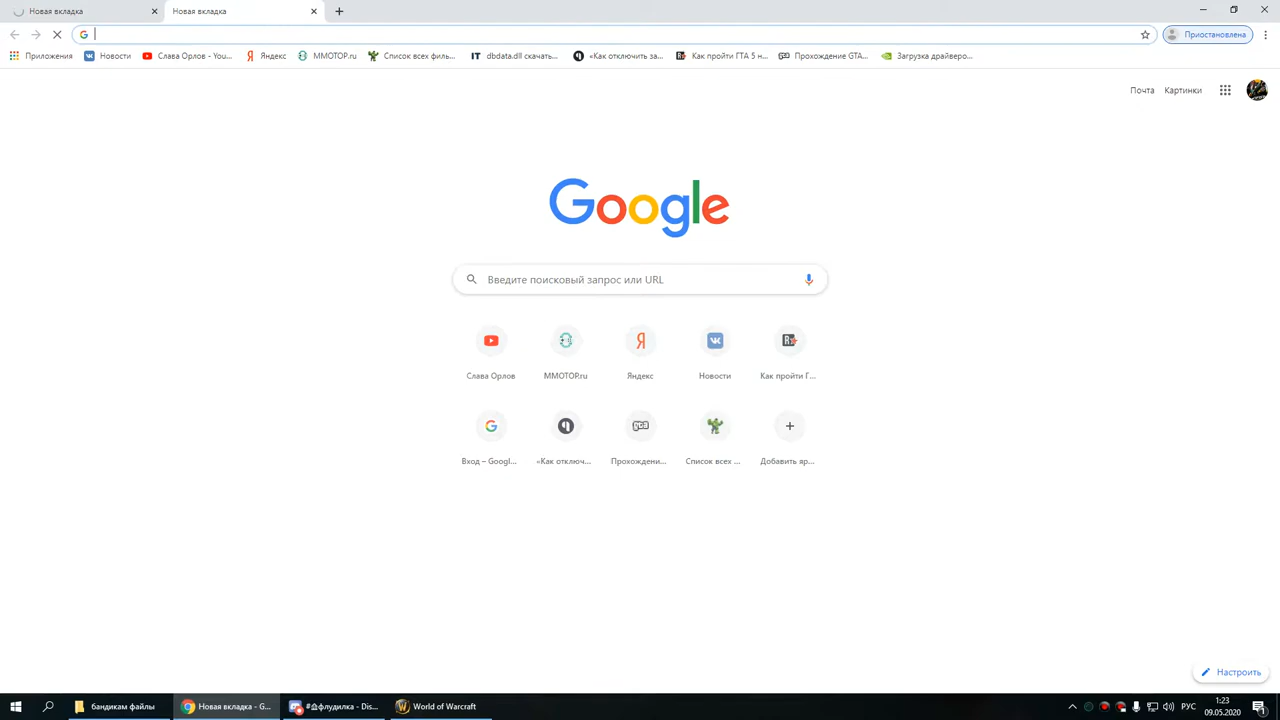 Новая вкладка
Новая вкладка
Приостановлена
Приложения
Новости
Слава Орлов - You...
Яндекс
MMOTOP.ru
Список всех филь...
IT dbdata.dll скачать...
«Как отключить за...
Как пройти ГТА 5 н...
Прохождение GTA...
Загрузка драйверо...
Почта
Картинки
Google
Введите поисковый запрос или URL
Слава Орлов
MMOTOP.ru
Яндекс
Новости
Как пройти Г...
Вход – Googl...
«Как отключ...
Прохождени...
Список всех ...
Добавить яр...
Настроить
бандикам файлы
Новая вкладка - G...
World of Warcraft
РУС
1:23
09.05.2020